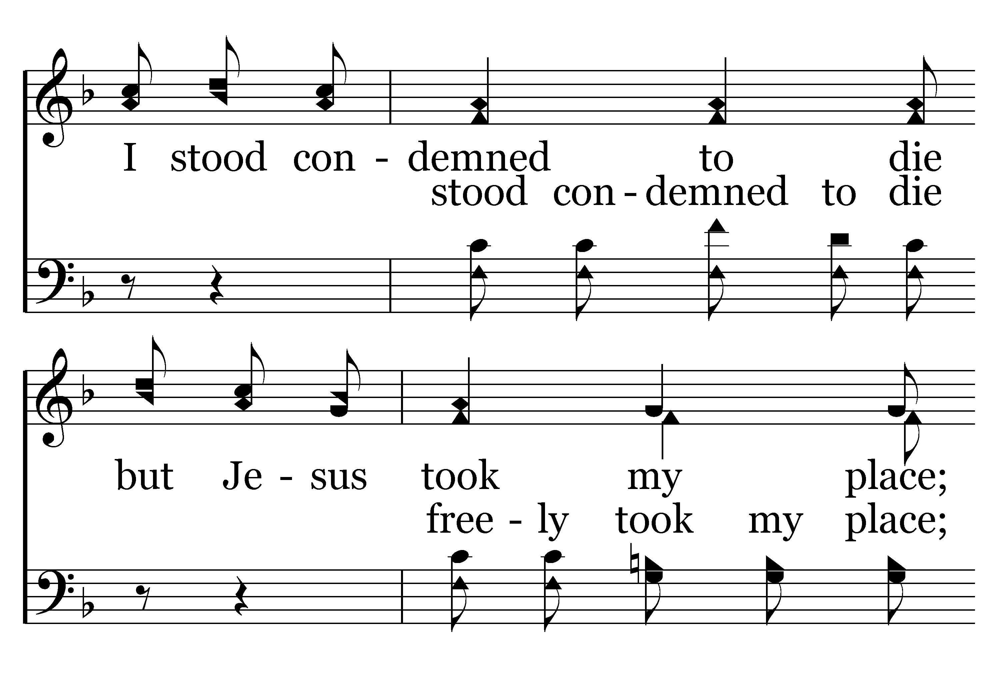 I stood con - demned to die
stood con - demned to die
but Je - sus took my place;
free - ly took my place;